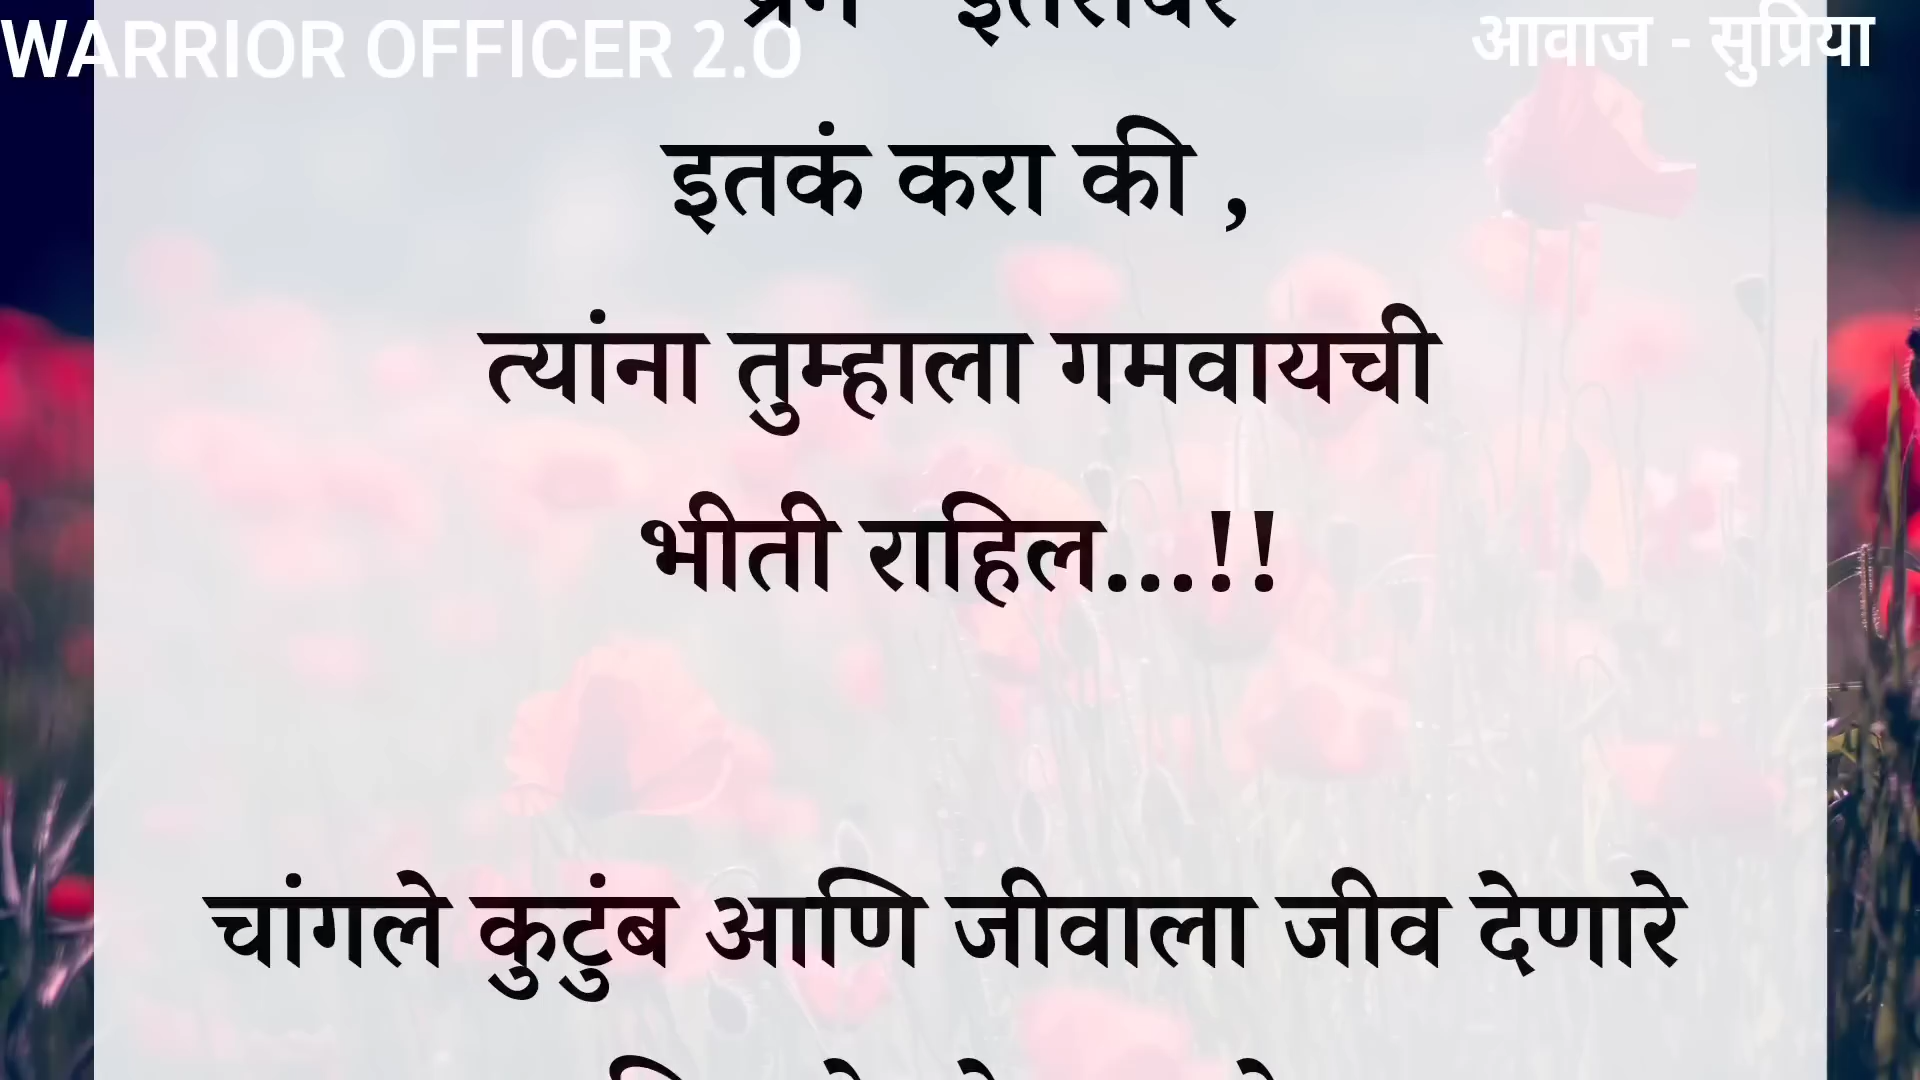 WARRIOR OFFICER 2.O
आवाज - सुप्रिया
इतकं करा की ,
त्यांना तुम्हाला गमवायची
भीती राहिल...!!
चांगले कुटुंब आणि जीवाला जीव देणारे